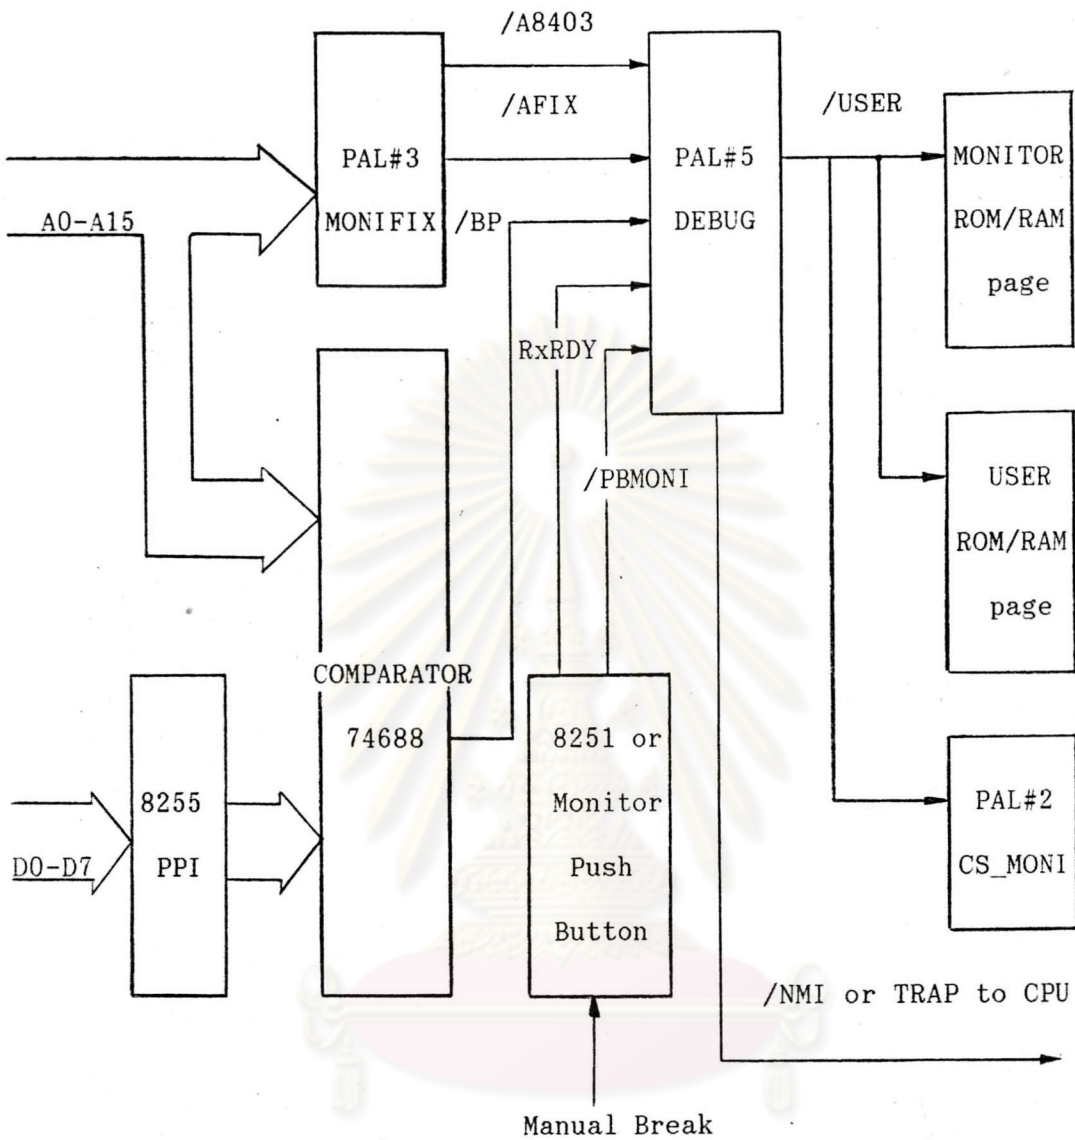 /A8403
/AFIX
/USER
PAL#3
MONIFIX
/BP
PAL#5
DEBUG
MONITOR
ROM/RAM
page
A0-A15
RxRDY
/PBMONI
USER
ROM/RAM
page
COMPARATOR
74688
8251 or
Monitor
Push
Button
8255
PPI
D0-D7
PAL#2
CS_MONI
/NMI or TRAP to CPU
Manual Break